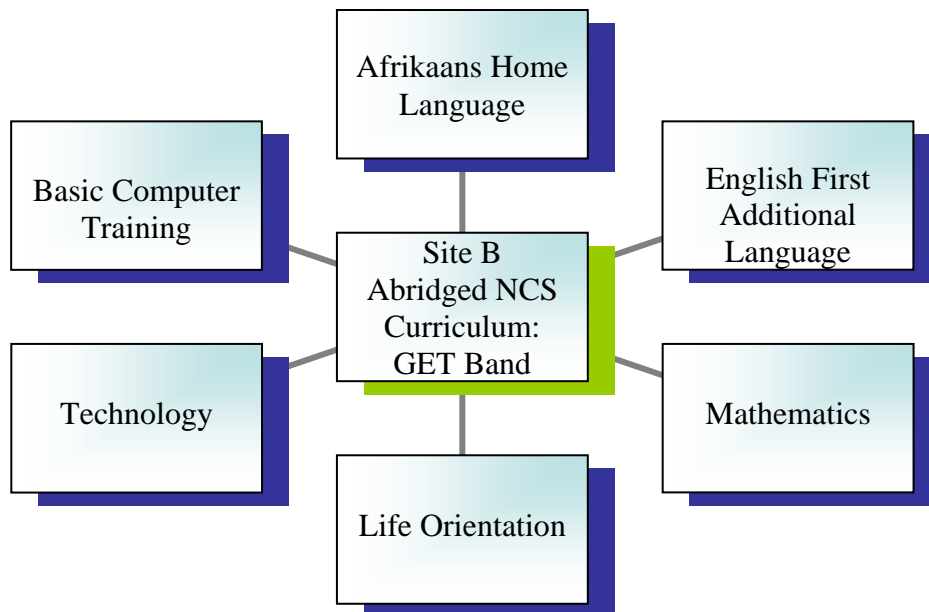 Afrikaans Home
Language
Basic Computer
Training
English First
Additional
Language
Site B
Abridged NCS
Curriculum:
GET Band
Technology
Mathematics
Life Orientation